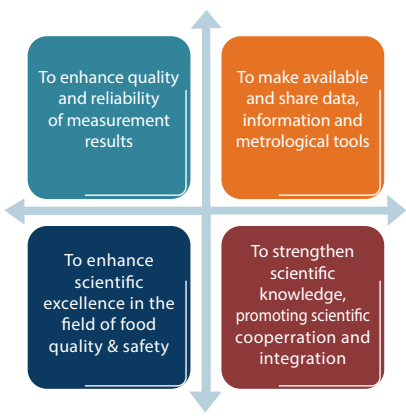 To enhance quality
and reliability
of measurement
results
To make available
and share data,
information and
metrological tools
To enhance
scientific
excellence in the
field of food
quality & safety
To strengthen
scientific
knowledge,
promoting scientific
cooperration and
integration